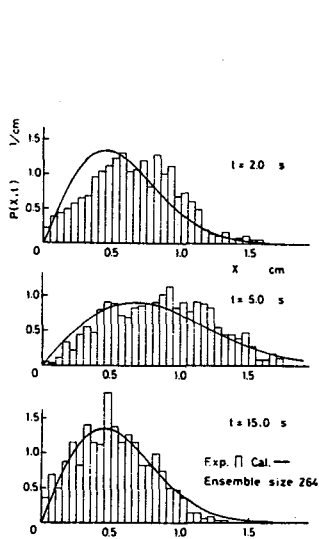 P(X,t) 1/cm
1.5
1.0
0.5
0
t = 2.0 s
0.5 1.0 1.5
X cm
1.0
0.5
0
t = 5.0 s
0.5 1.0 1.5
1.5
1.0
0.5
0
t = 15.0 s
Exp. Π Cal. —
Ensemble size 264
0.5 1.0 1.5